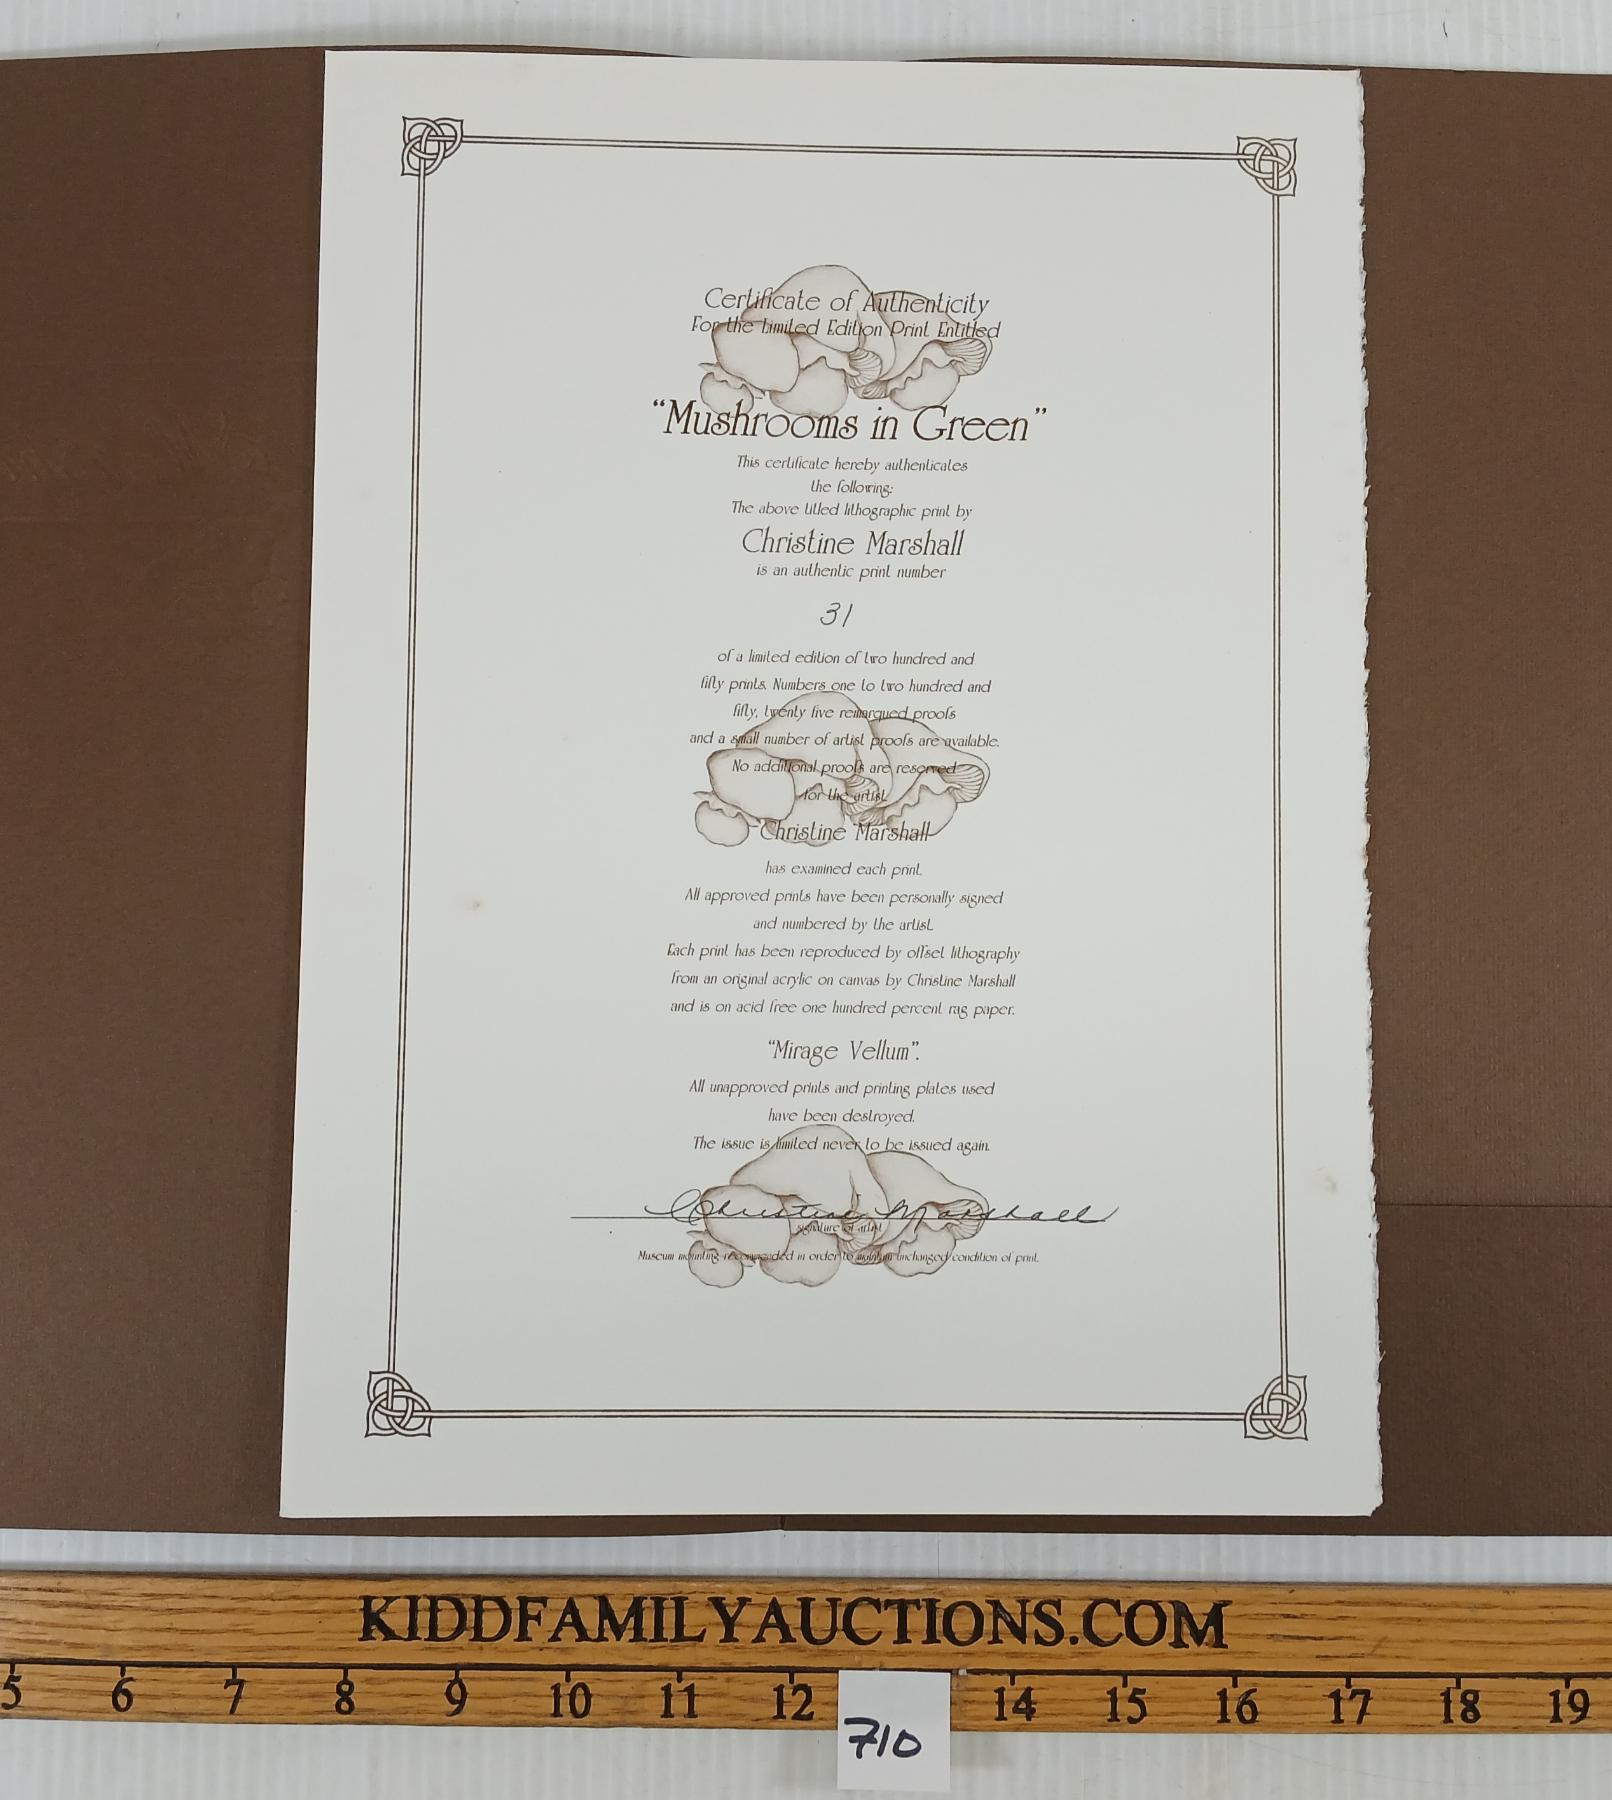 Certificate of Authenticity
For the Limited Edition Print Entitled
“Mushrooms in Green”
This certificate hereby authenticates
the following:
The above titled lithographic print by
Christine Marshall
is an authentic print number
31
of a limited edition of two hundred and
fifty prints. Numbers one to two hundred and
fifty, twenty five remarqued proofs
and a small number of artist proofs are available.
No additional proofs are reserved
for the artist.
Christine Marshall
has examined each print.
All approved prints have been personally signed
and numbered by the artist.
Each print has been reproduced by offset lithography
from an original acrylic on canvas by Christine Marshall
and is on acid free one hundred percent rag paper.
“Mirage Vellum”.
All unapproved prints and printing plates used
have been destroyed.
The issue is limited never to be issued again.
Christine Marshall
signature of artist
Museum mounting recommended in order to maintain unchanged condition of print.
KIDDFAMILYAUCTIONS.COM
5 6 7 8 9 10 11 12 14 15 16 17 18 19
710